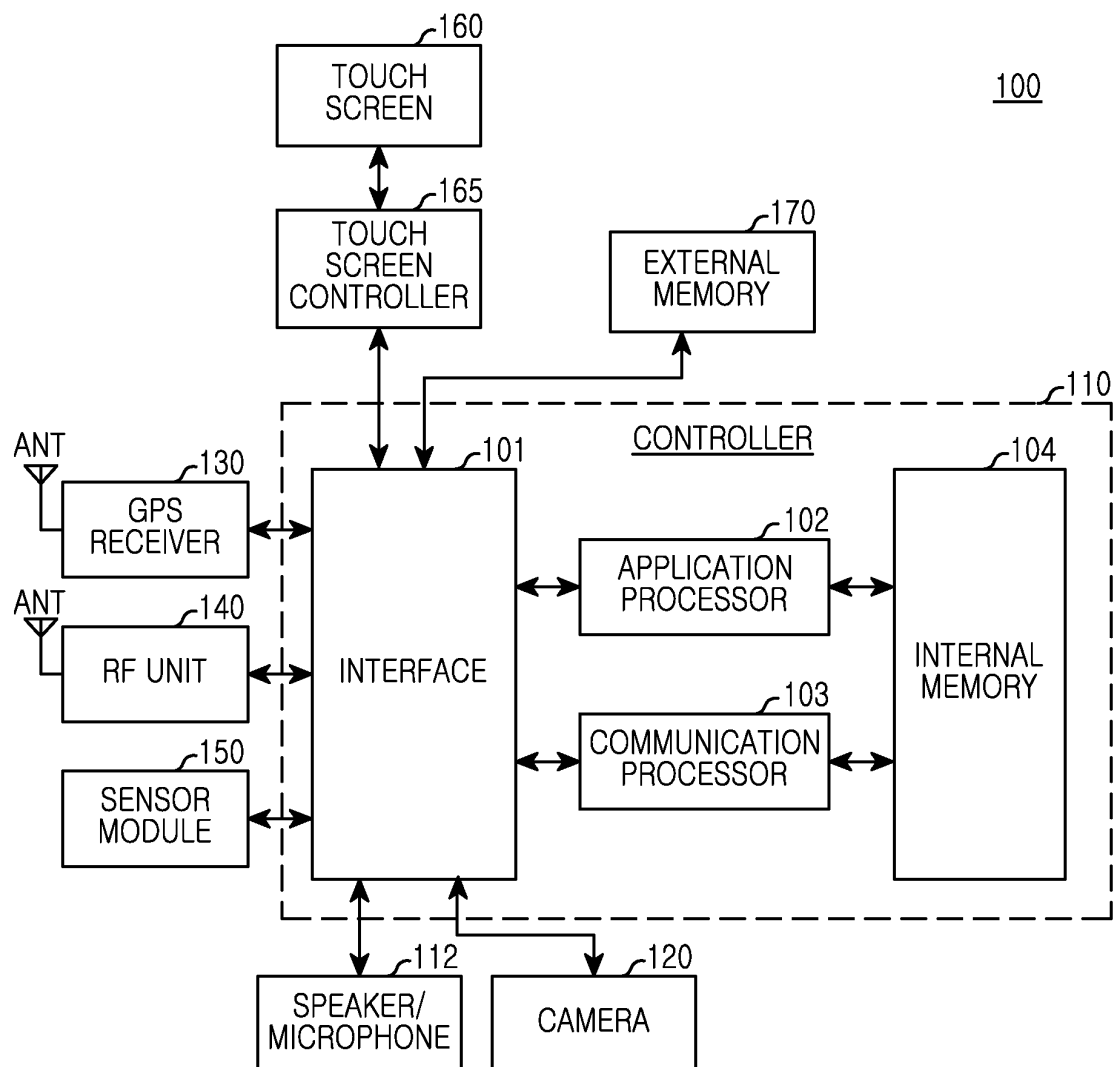 160
TOUCH
SCREEN
100
165
TOUCH
SCREEN
CONTROLLER
170
EXTERNAL
MEMORY
110
CONTROLLER
ANT
130
GPS
RECEIVER
101
INTERFACE
104
INTERNAL
MEMORY
102
APPLICATION
PROCESSOR
ANT
140
RF UNIT
103
COMMUNICATION
PROCESSOR
150
SENSOR
MODULE
112
SPEAKER/
MICROPHONE
120
CAMERA